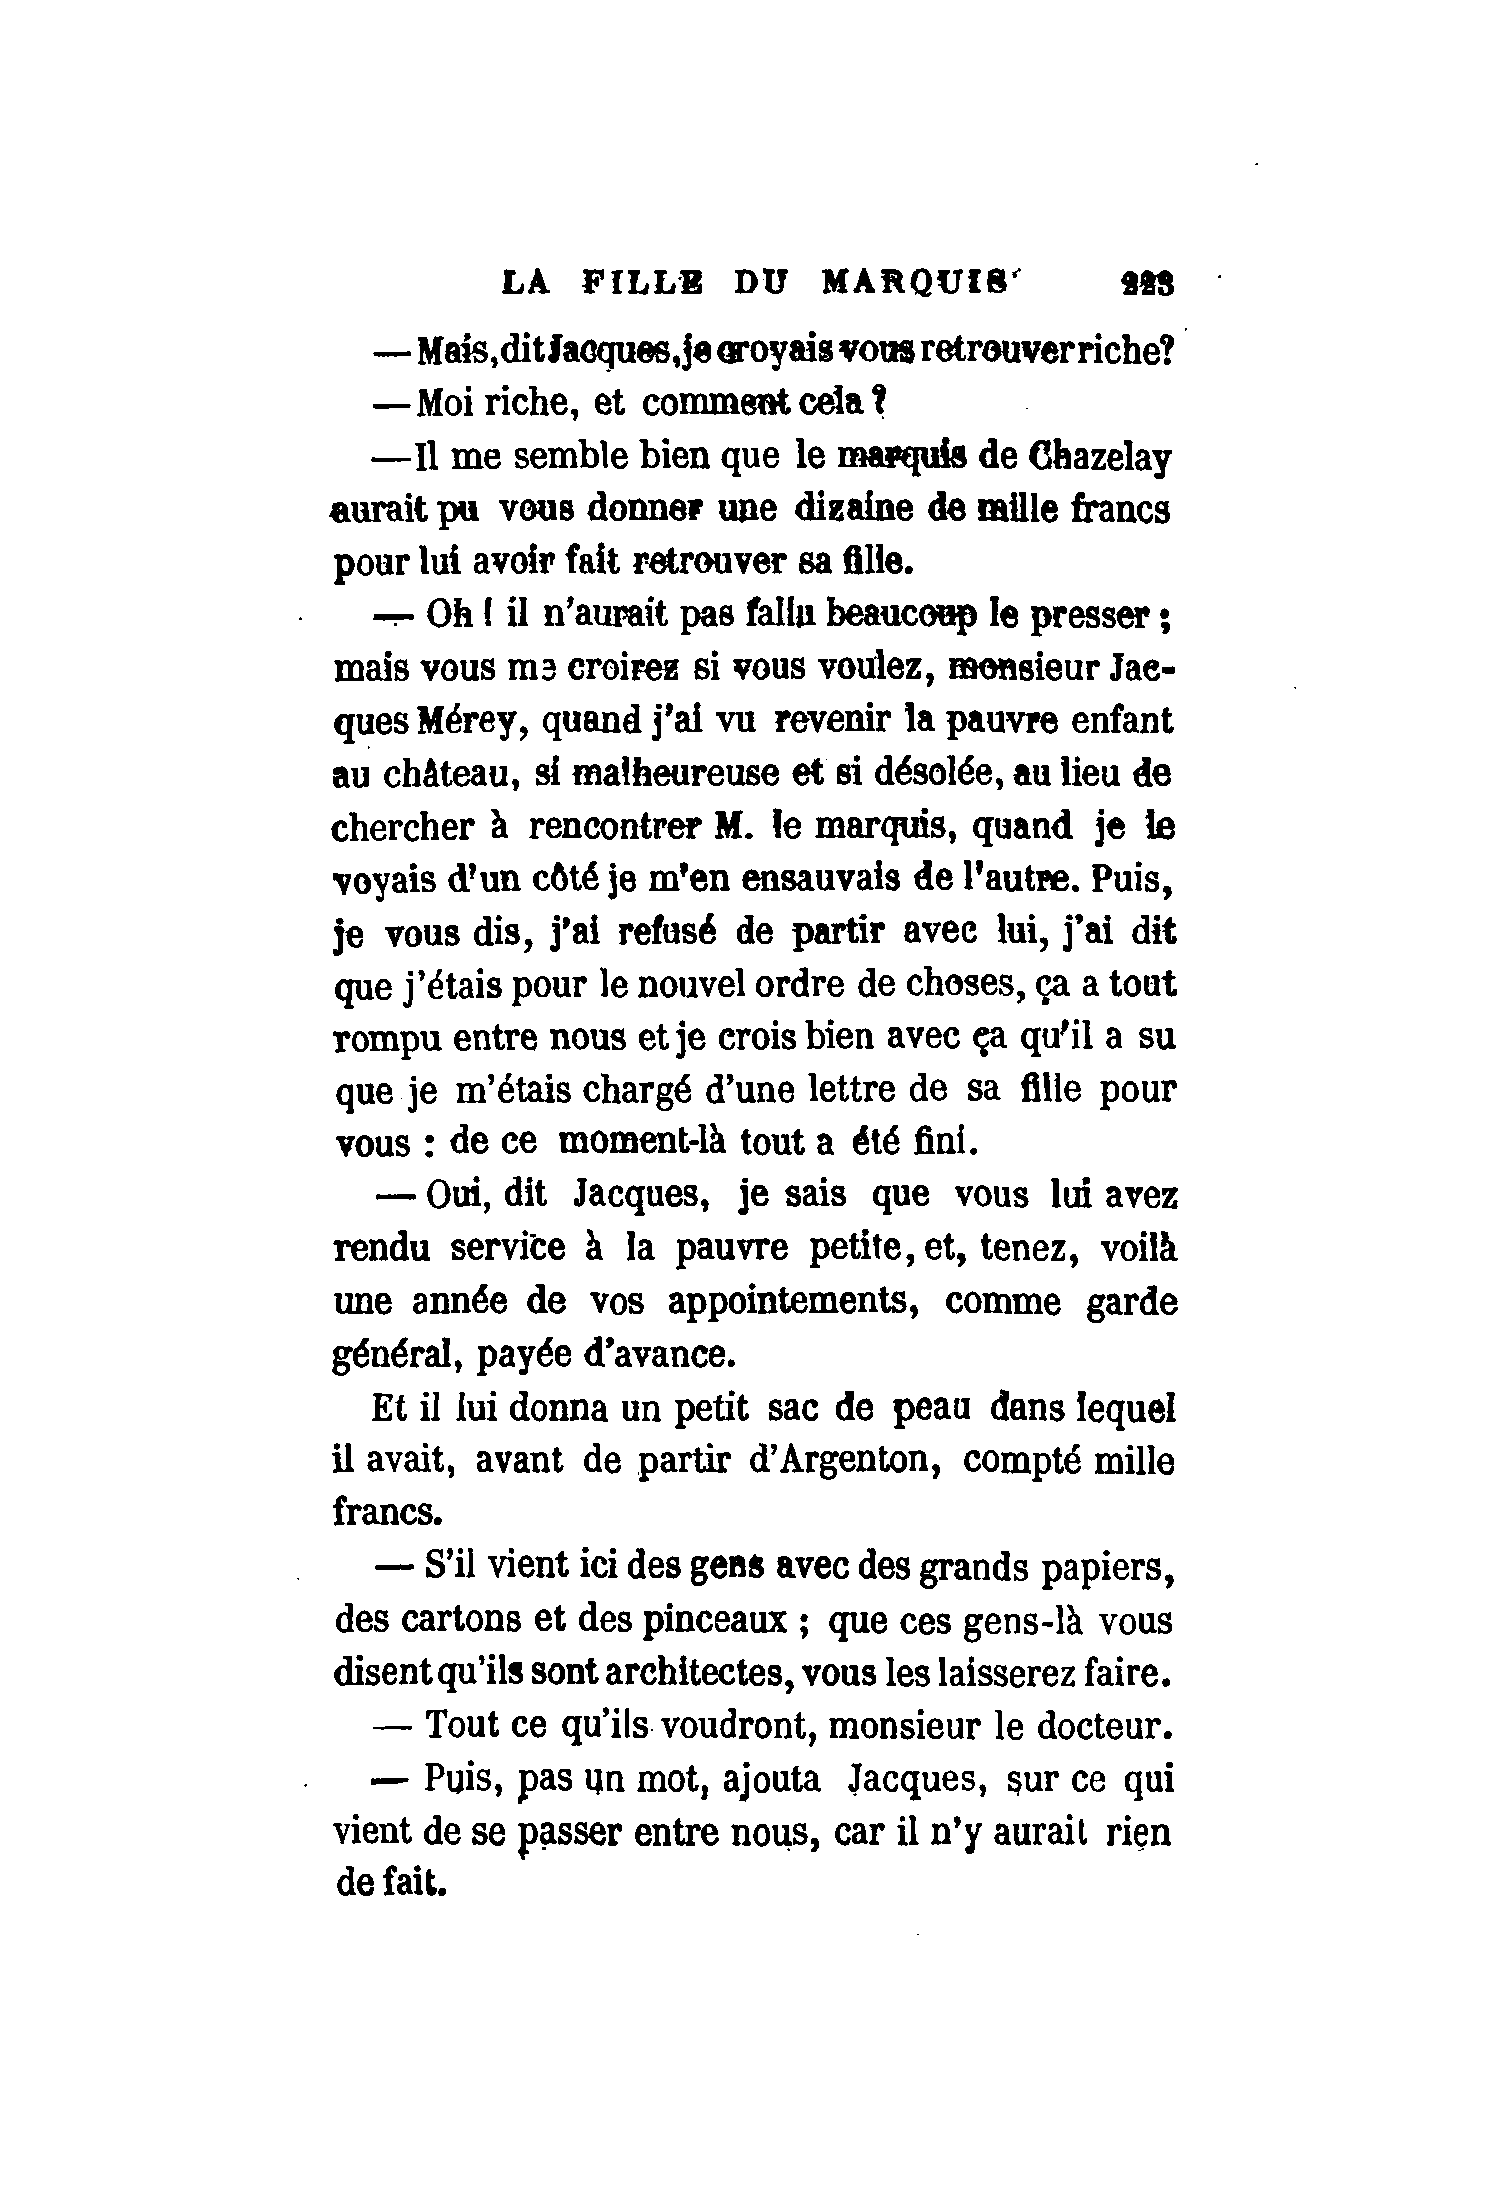 LA FILLE DU MARQUIS 223
— Mais, dit Jacques, je croyais vous retrouver riche?
— Moi riche, et comment cela?
— Il me semble bien que le marquis de Chazelay
aurait pu vous donner une dizaine de mille francs
pour lui avoir fait retrouver sa fille.
— Oh! il n'aurait pas fallu beaucoup le presser;
mais vous me croirez si vous voulez, monsieur Jac-
ques Mérey, quand j'ai vu revenir la pauvre enfant
au château, si malheureuse et si désolée, au lieu de
chercher à rencontrer M. le marquis, quand je le
voyais d'un côté je m'en ensauvais de l'autre. Puis,
je vous dis, j'ai refusé de partir avec lui, j'ai dit
que j'étais pour le nouvel ordre de choses, ça a tout
rompu entre nous et je crois bien avec ça qu'il a su
que je m'étais chargé d'une lettre de sa fille pour
vous : de ce moment-là tout a été fini.
— Oui, dit Jacques, je sais que vous lui avez
rendu service à la pauvre petite, et, tenez, voilà
une année de vos appointements, comme garde
général, payée d'avance.
Et il lui donna un petit sac de peau dans lequel
il avait, avant de partir d'Argenton, compté mille
francs.
— S'il vient ici des gens avec des grands papiers,
des cartons et des pinceaux ; que ces gens-là vous
disent qu'ils sont architectes, vous les laisserez faire.
— Tout ce qu'ils voudront, monsieur le docteur.
— Puis, pas un mot, ajouta Jacques, sur ce qui
vient de se passer entre nous, car il n'y aurait rien
de fait.